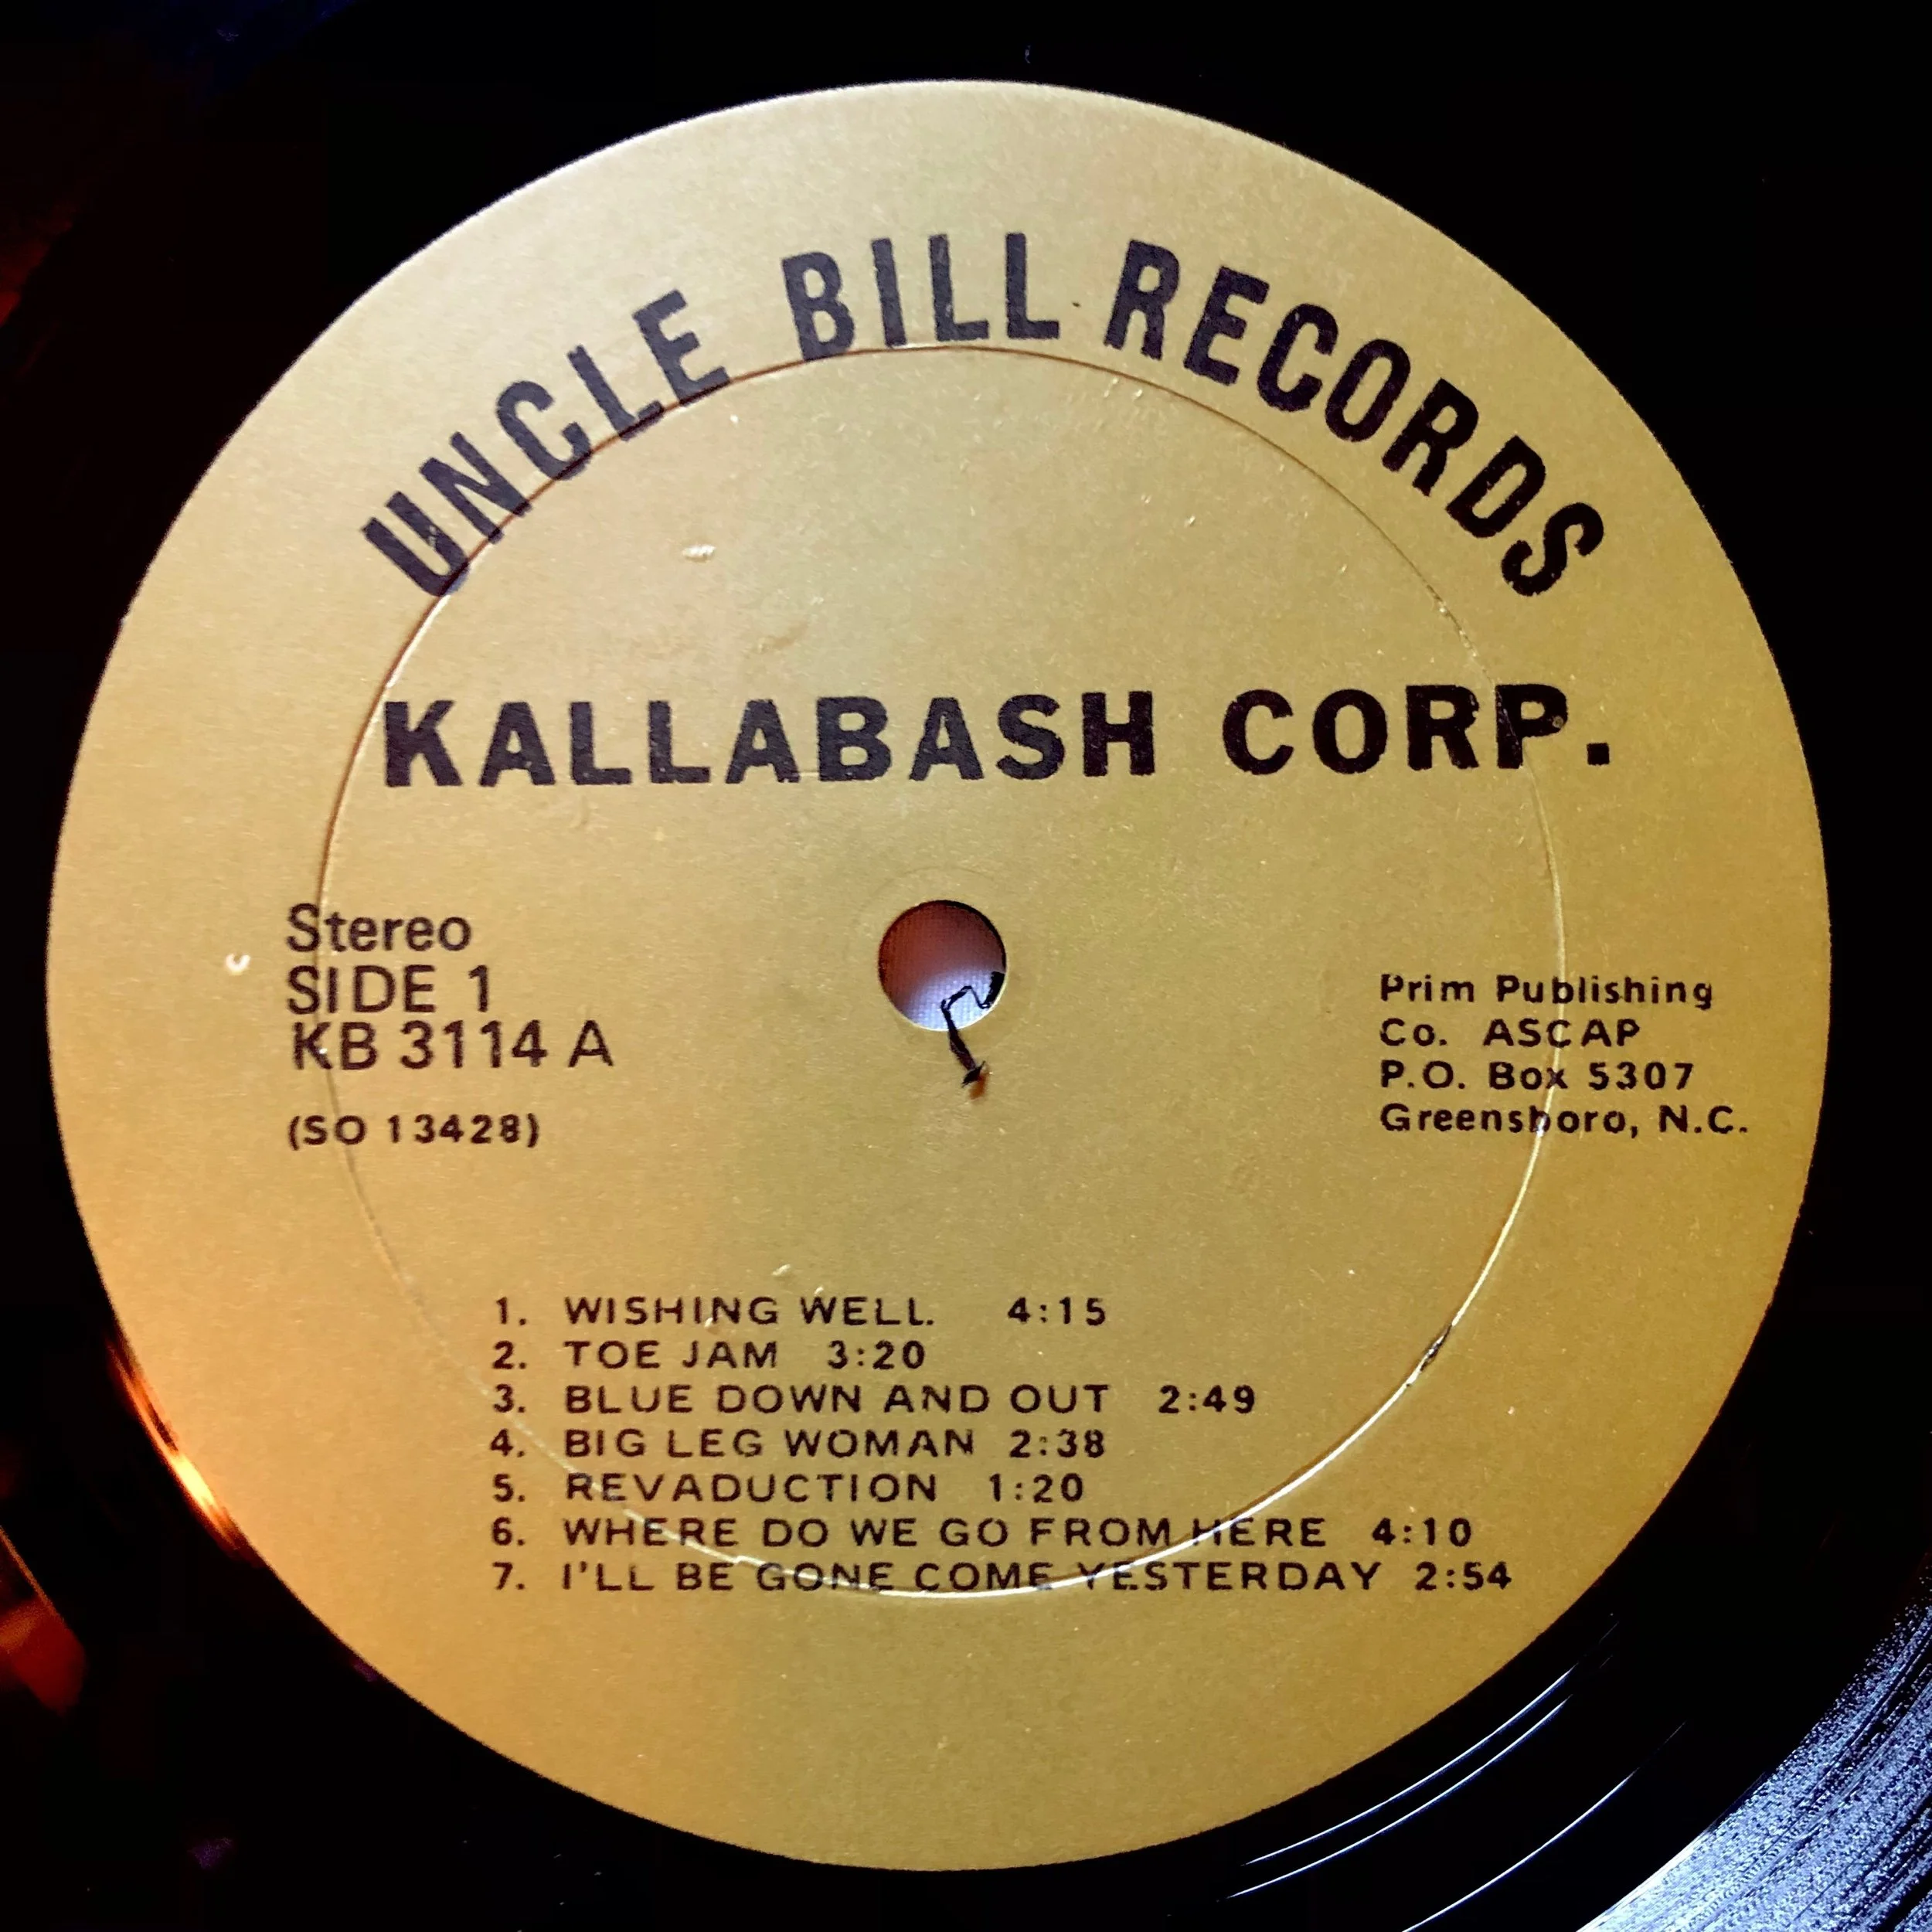 UNCLE BILL RECORDS
KALLABASH CORP.
Stereo
SIDE 1
KB 3114 A
(SO 13428)
Prim Publishing
Co. ASCAP
P.O. Box 5307
Greensboro, N.C.
1. WISHING WELL. 4:15
2. TOE JAM 3:20
3. BLUE DOWN AND OUT 2:49
4. BIG LEG WOMAN 2:38
5. REVADUCTION 1:20
6. WHERE DO WE GO FROM HERE 4:10
7. I'LL BE GONE COME YESTERDAY 2:54